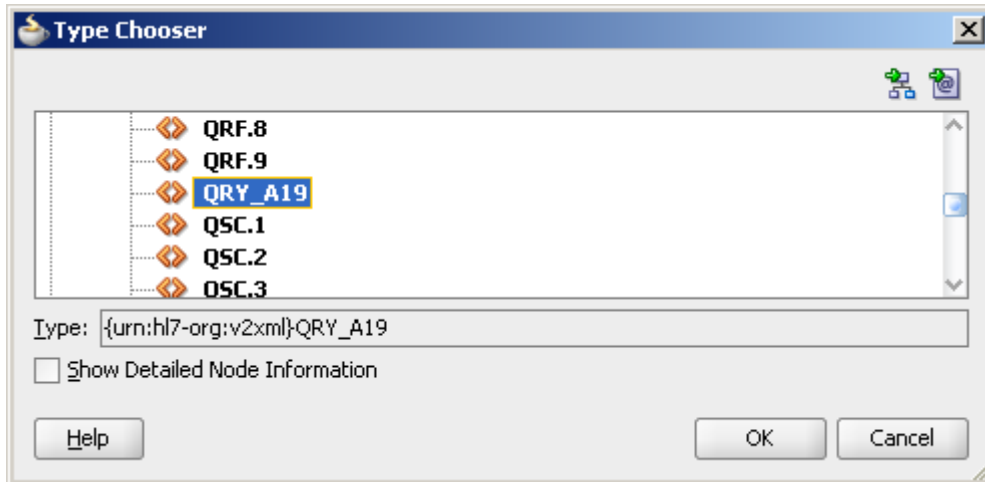 Type Chooser
QRF.8
QRF.9
QRY_A19
QSC.1
QSC.2
QSC.3
Type: {urn:hl7-org:v2xml}QRY_A19
Show Detailed Node Information
Help OK Cancel